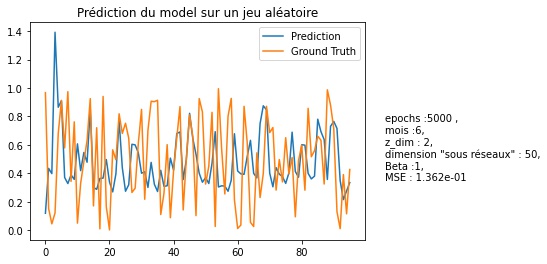 Prédiction du model sur un jeu aléatoire
Prediction
Ground Truth
1.4
1.2
1.0
0.8
0.6
0.4
0.2
0.0
0
20
40
60
80
epochs :5000 ,
mois :6,
z_dim : 2,
dimension "sous réseaux" : 50,
Beta :1,
MSE : 1.362e-01